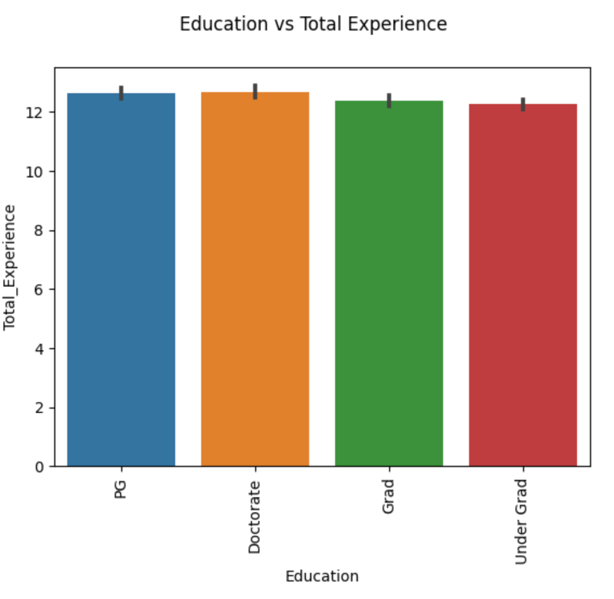 Education vs Total Experience
Total_Experience
12
10
8
6
4
2
0
PG
Doctorate
Grad
Under Grad
Education